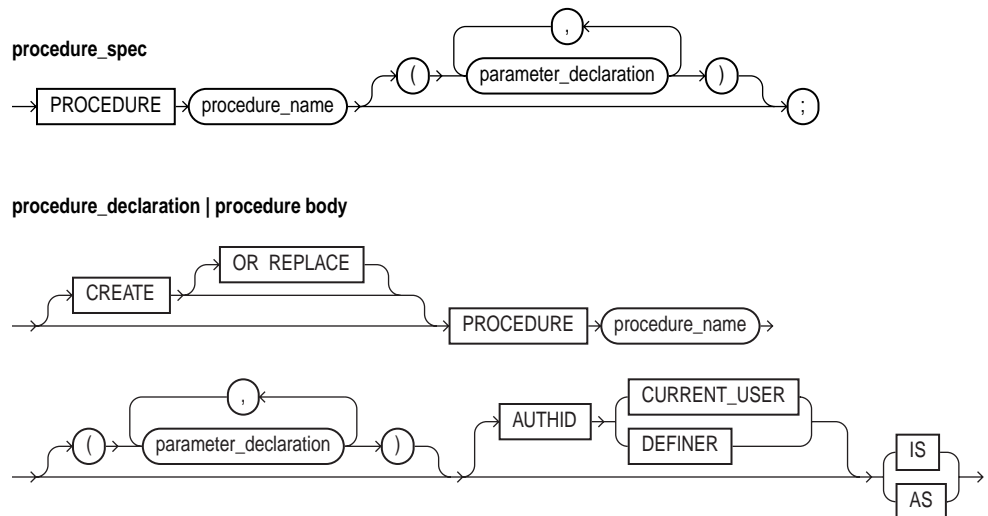 procedure_spec
,
( parameter_declaration )
PROCEDURE procedure_name ;
procedure_declaration | procedure body
OR REPLACE
CREATE
PROCEDURE procedure_name
,
( parameter_declaration )
AUTHID CURRENT_USER
DEFINER
IS
AS